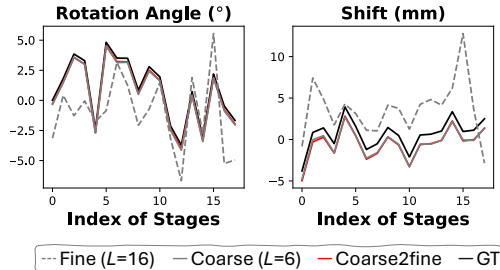 Rotation Angle (°)
5.0
2.5
0.0
-2.5
-5.0
0 5 10 15
Index of Stages
Shift (mm)
10
5
0
−5
0 5 10 15
Index of Stages
Fine (L=16) Coarse (L=6) Coarse2fine GT